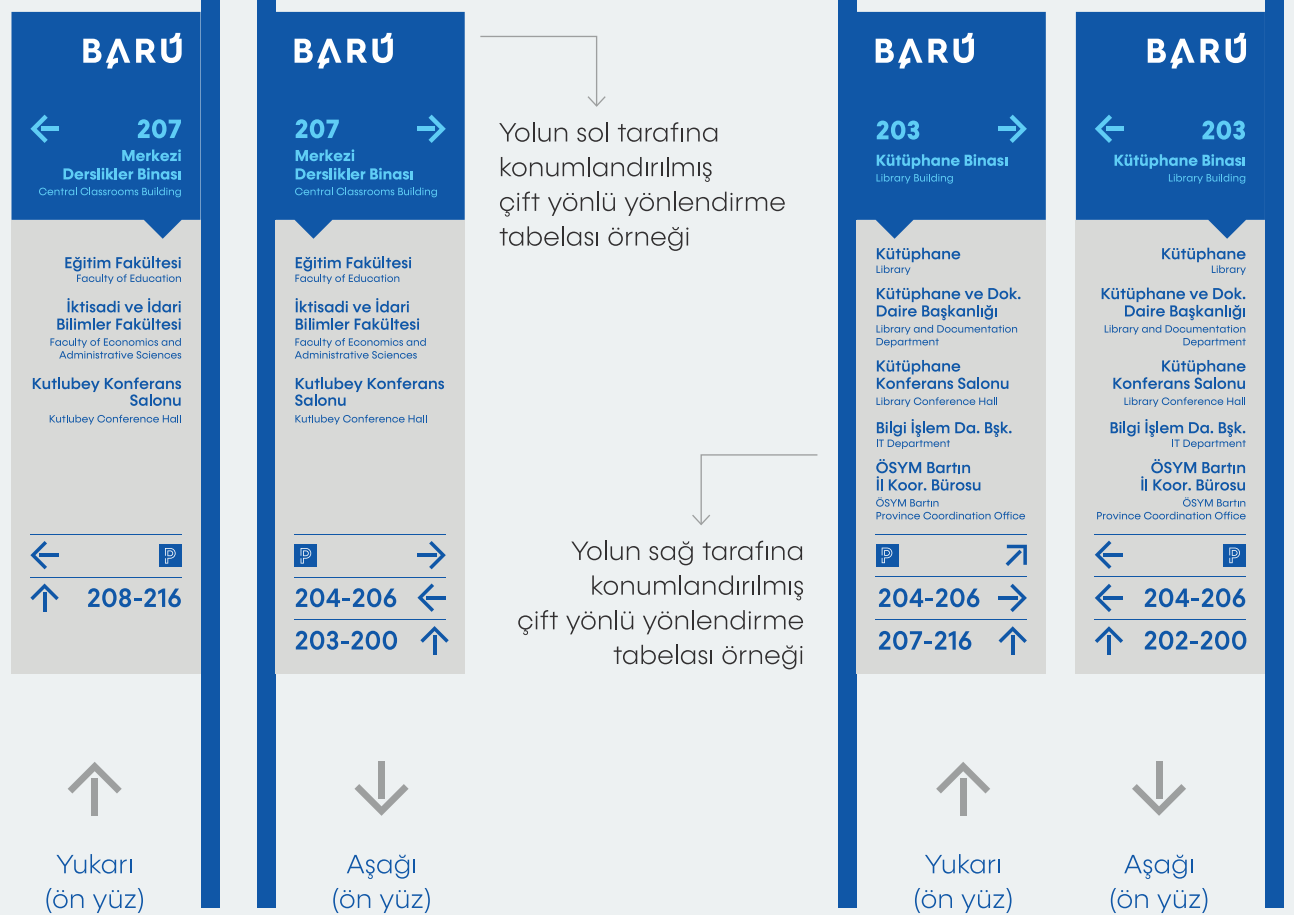 BARÜ
207
Merkezi
Derslikler Binası
Central Classrooms Building
Eğitim Fakültesi
Faculty of Education
İktisadi ve İdari
Bilimler Fakültesi
Faculty of Economics and
Administrative Sciences
Kutlubey Konferans
Salonu
Kutlubey Conference Hall
P
208-216
Yukarı
(ön yüz)
BARÜ
207
Merkezi
Derslikler Binası
Central Classrooms Building
Eğitim Fakültesi
Faculty of Education
İktisadi ve İdari
Bilimler Fakültesi
Faculty of Economics and
Administrative Sciences
Kutlubey Konferans
Salonu
Kutlubey Conference Hall
P
204-206
203-200
Aşağı
(ön yüz)
Yolun sol tarafına
konumlandırılmış
çift yönlü yönlendirme
tabelası örneği
Yolun sağ tarafına
konumlandırılmış
çift yönlü yönlendirme
tabelası örneği
BARÜ
203
Kütüphane Binası
Library Building
Kütüphane
Library
Kütüphane ve Dok.
Daire Başkanlığı
Library and Documentation
Department
Kütüphane
Konferans Salonu
Library Conference Hall
Bilgi İşlem Da. Bşk.
IT Department
ÖSYM Bartın
İl Koor. Bürosu
ÖSYM Bartın
Province Coordination Office
P
204-206
207-216
Yukarı
(ön yüz)
BARÜ
203
Kütüphane Binası
Library Building
Kütüphane
Library
Kütüphane ve Dok.
Daire Başkanlığı
Library and Documentation
Department
Kütüphane
Konferans Salonu
Library Conference Hall
Bilgi İşlem Da. Bşk.
IT Department
ÖSYM Bartın
İl Koor. Bürosu
ÖSYM Bartın
Province Coordination Office
P
204-206
202-200
Aşağı
(ön yüz)